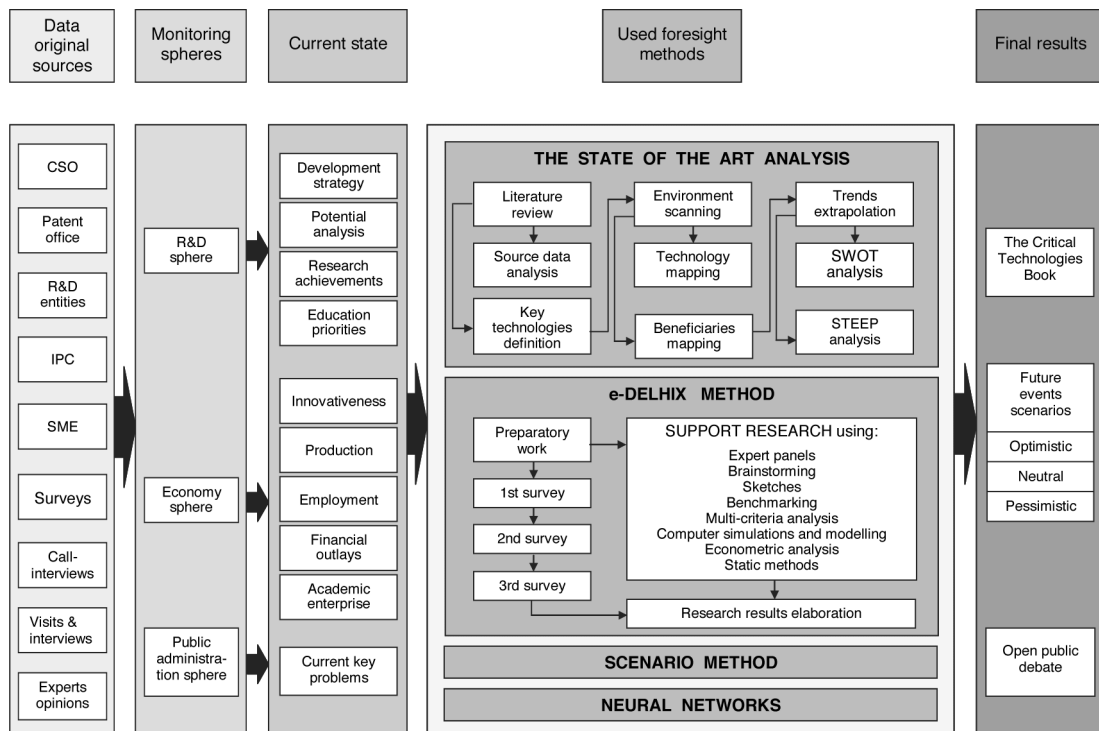 Data
original
sources
Monitoring
spheres
Current state
Used foresight
methods
Final results
CSO
Patent
office
R&D
entities
IPC
SME
Surveys
Call-
interviews
Visits &
interviews
Experts
opinions
R&D
sphere
Economy
sphere
Public
administra-
tion sphere
Development
strategy
Potential
analysis
Research
achievements
Education
priorities
Innovativeness
Production
Employment
Financial
outlays
Academic
enterprise
Current key
problems
THE STATE OF THE ART ANALYSIS
Literature
review
Source data
analysis
Key
technologies
definition
Environment
scanning
Technology
mapping
Beneficiaries
mapping
Trends
extrapolation
SWOT
analysis
STEEP
analysis
e-DELHIX METHOD
Preparatory
work
1st survey
2nd survey
3rd survey
SUPPORT RESEARCH using:
Expert panels
Brainstorming
Sketches
Benchmarking
Multi-criteria analysis
Computer simulations and modelling
Econometric analysis
Static methods
Research results elaboration
SCENARIO METHOD
NEURAL NETWORKS
The Critical
Technologies
Book
Future
events
scenarios
Optimistic
Neutral
Pessimistic
Open public
debate